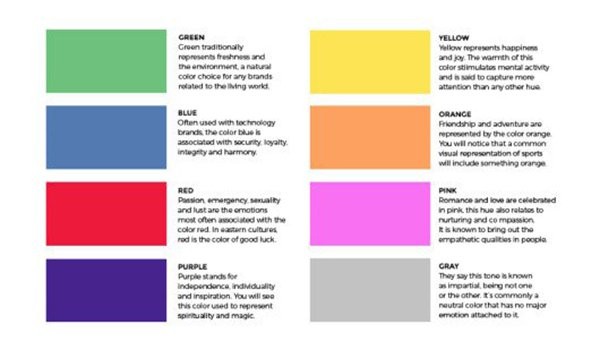 GREEN
Green traditionally
represents freshness and
the environment, a natural
color choice for any brands
related to the living world.
BLUE
Often used with technology
brands, the color blue is
associated with security, loyalty,
integrity and harmony.
RED
Passion, emergency, sexuality
and lust are the emotions
most often associated with the
color red. In eastern cultures,
red is the color of good luck.
PURPLE
Purple stands for
independence, individuality
and inspiration. You will see
this color used to represent
spirituality and magic.
YELLOW
Yellow represents happiness
and joy. The warmth of this
color stiimulates mental activity
and is said to capture more
attention than any other hue.
ORANGE
Friendship and adventure are
represented by the color orange.
You will notice that a common
visual representation of sports
will include something orange.
PINK
Romance and love are celebrated
in pink, this hue also relates to
nurturing and co mpassion.
It is known to bring out the
empathetic qualities in people.
GRAY
They say this tone is known
as impartial, being not one
or the other. It's commonly a
neutral color that has no major
emotion attached to it.